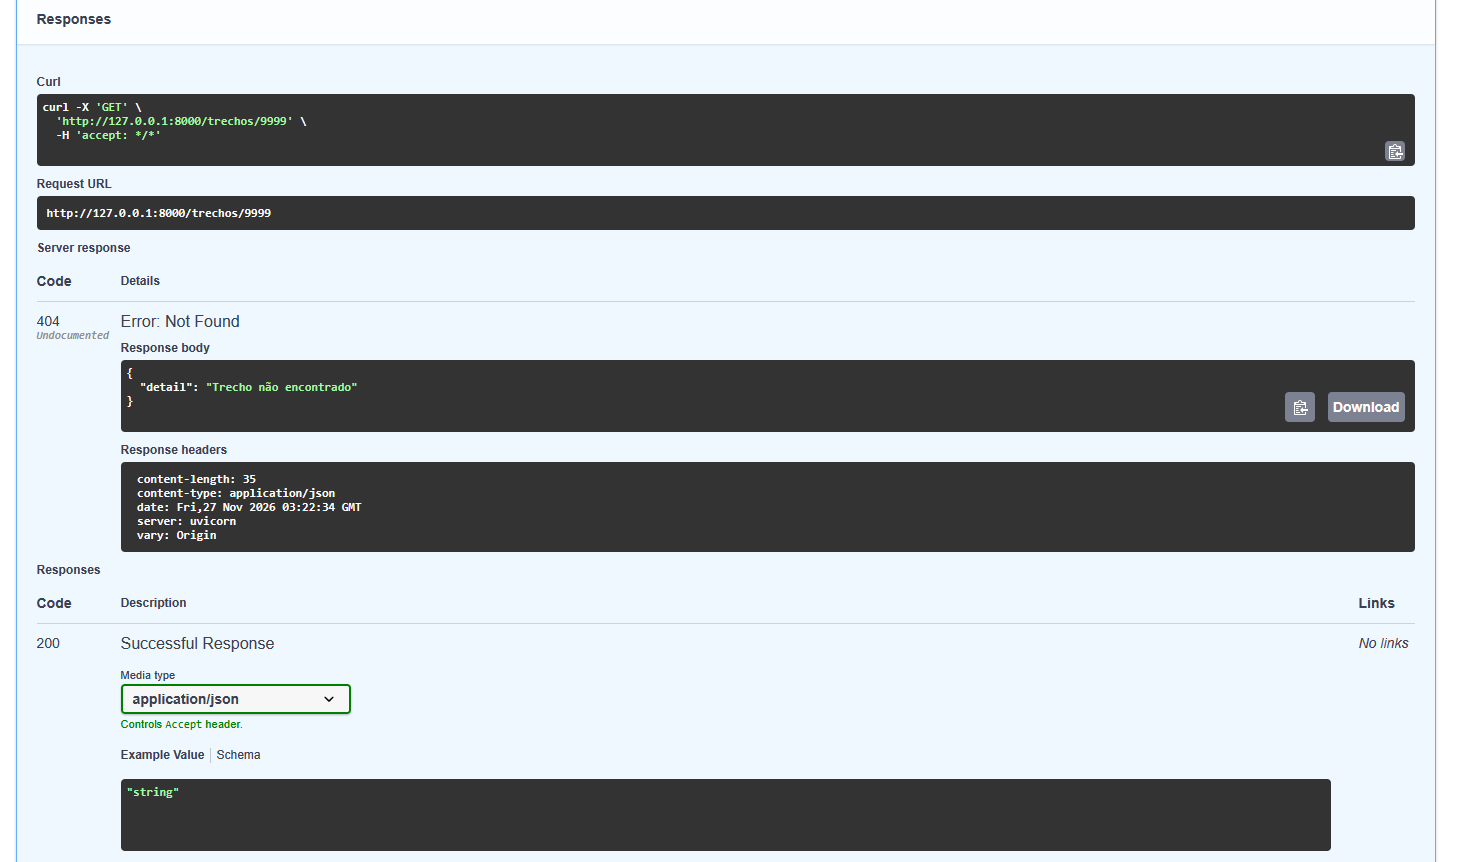 Responses
Curl
curl -X 'GET' \
  'http://127.0.0.1:8000/trechos/9999' \
  -H 'accept: */*'
Request URL
http://127.0.0.1:8000/trechos/9999
Server response
Code Details
404 Error: Not Found
Undocumented
Response body
{
  "detail": "Trecho não encontrado"
}
Download
Response headers
content-length: 35
content-type: application/json
date: Fri,27 Nov 2026 03:22:34 GMT
server: uvicorn
vary: Origin
Responses
Code Description Links
200 Successful Response No links
Media type
application/json
Controls Accept header.
Example Value Schema
"string"